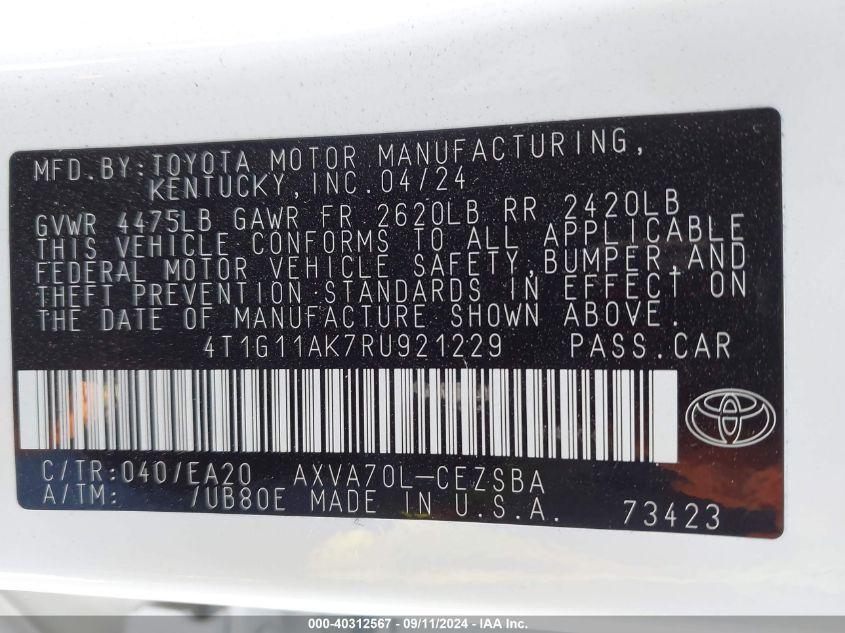 MFD.BY:TOYOTA MOTOR MANUFACTURING,
KENTUCKY,INC.04/24
GVWR 4475LB GAWR FR 2620LB RR 2420LB
THIS VEHICLE CONFORMS TO ALL APPLICABLE
FEDERAL MOTOR VEHICLE SAFETY,BUMPER,AND
THEFT PREVENTION STANDARDS IN EFFECT ON
THE DATE OF MANUFACTURE SHOWN ABOVE.
4T1G11AK7RU921229 PASS.CAR
C/TR:040/EA20 AXVA70L-CEZSBA
A/TM: /UB80E MADE IN U.S.A. 73423
000-40312567 - 09/11/2024 - IAA Inc.